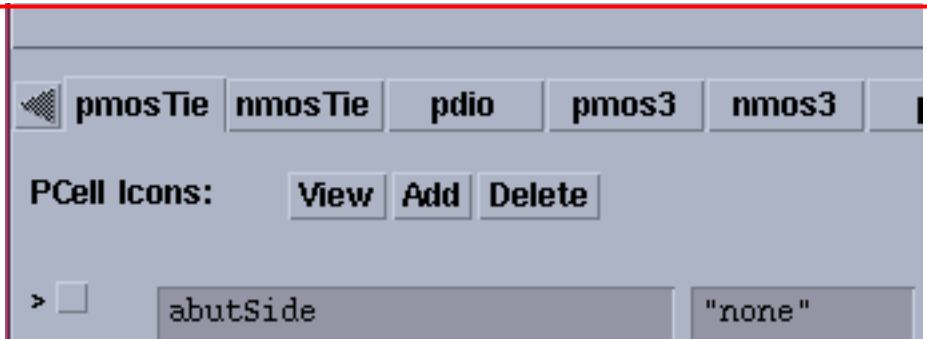 pmosTie nmosTie pdio pmos3 nmos3
PCell Icons: View Add Delete
> abutSide "none"